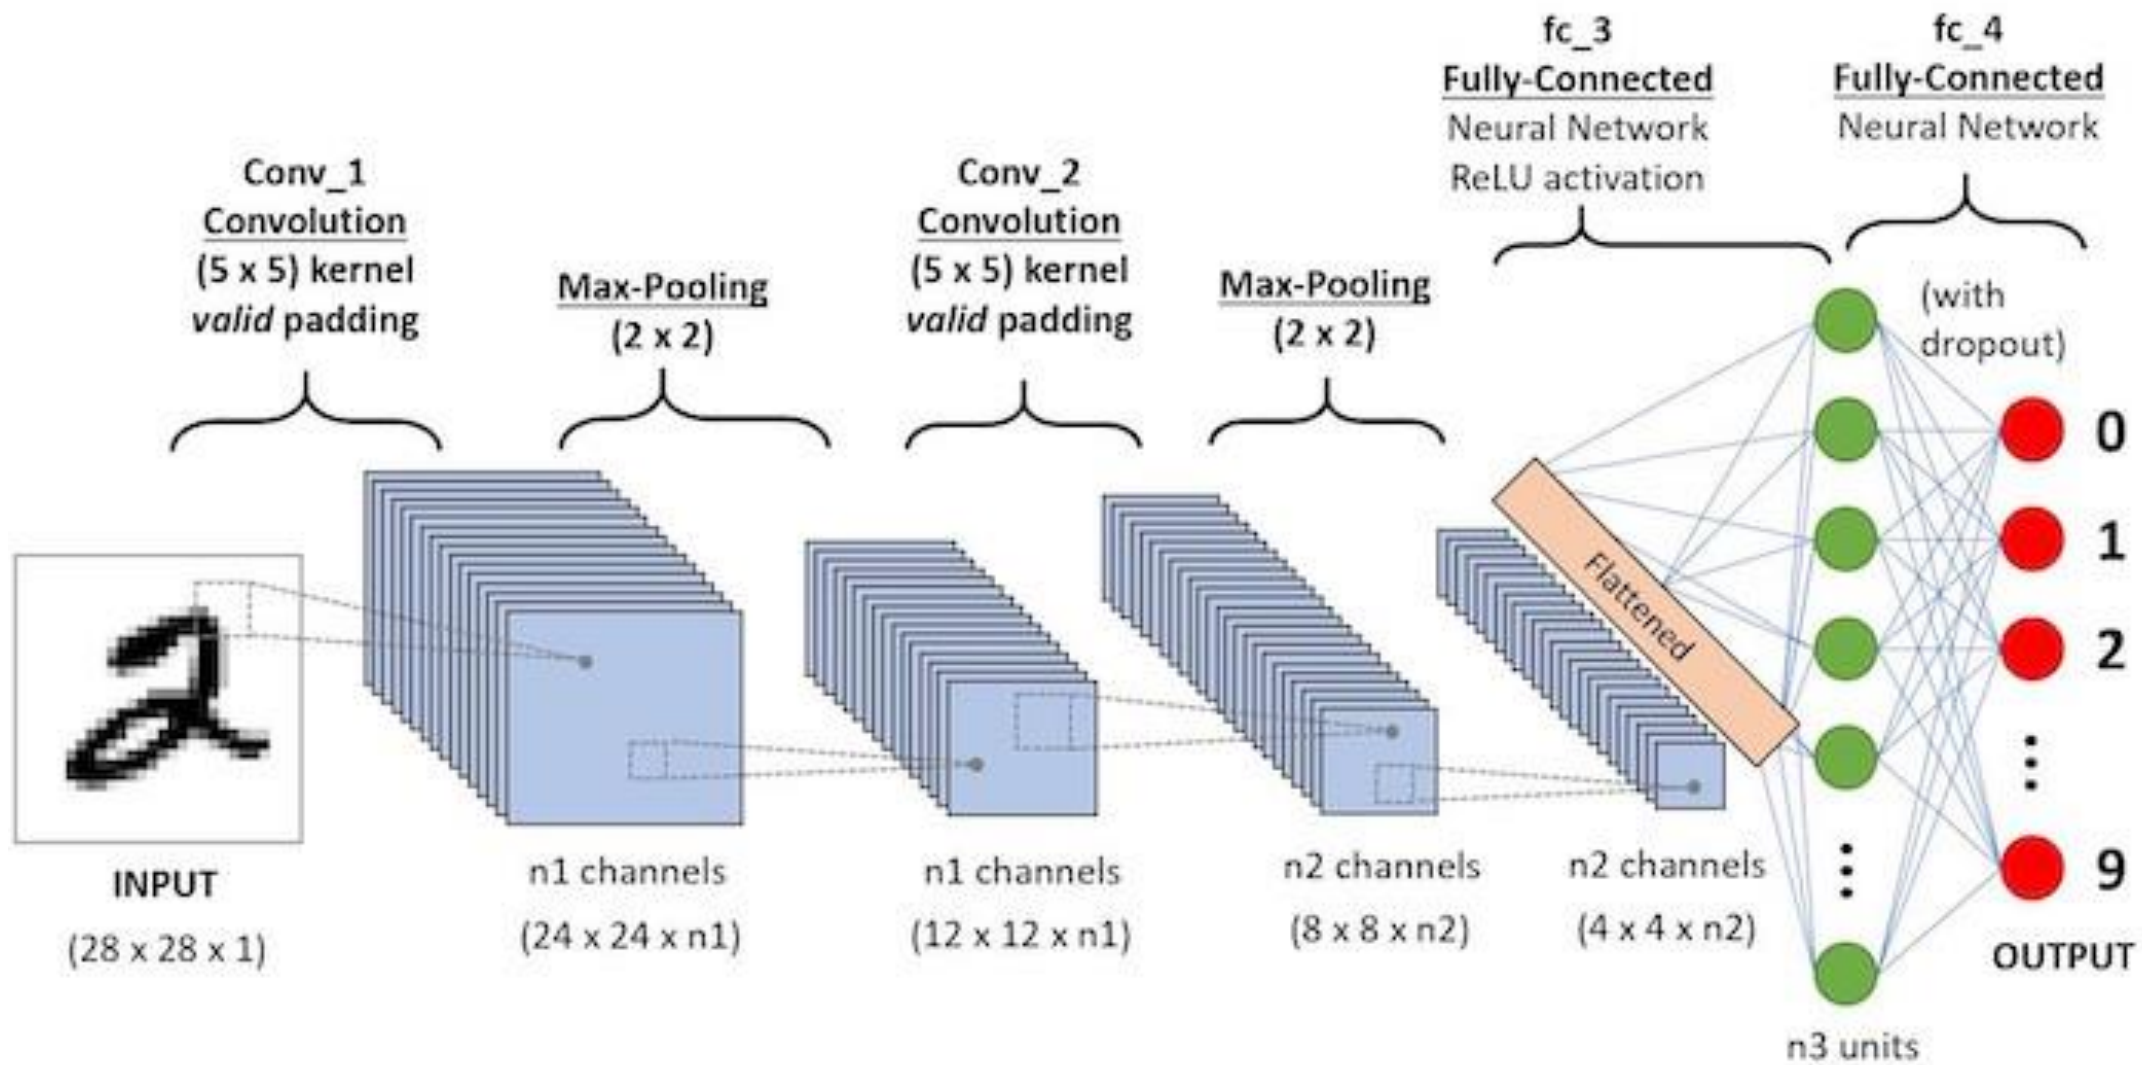 Conv_1
Convolution
(5 x 5) kernel
valid padding
Max-Pooling
(2 x 2)
Conv_2
Convolution
(5 x 5) kernel
valid padding
Max-Pooling
(2 x 2)
fc_3
Fully-Connected
Neural Network
ReLU activation
fc_4
Fully-Connected
Neural Network
(with
dropout)
Flattened
0
1
2
9
INPUT
(28 x 28 x 1)
n1 channels
(24 x 24 x n1)
n1 channels
(12 x 12 x n1)
n2 channels
(8 x 8 x n2)
n2 channels
(4 x 4 x n2)
n3 units
OUTPUT